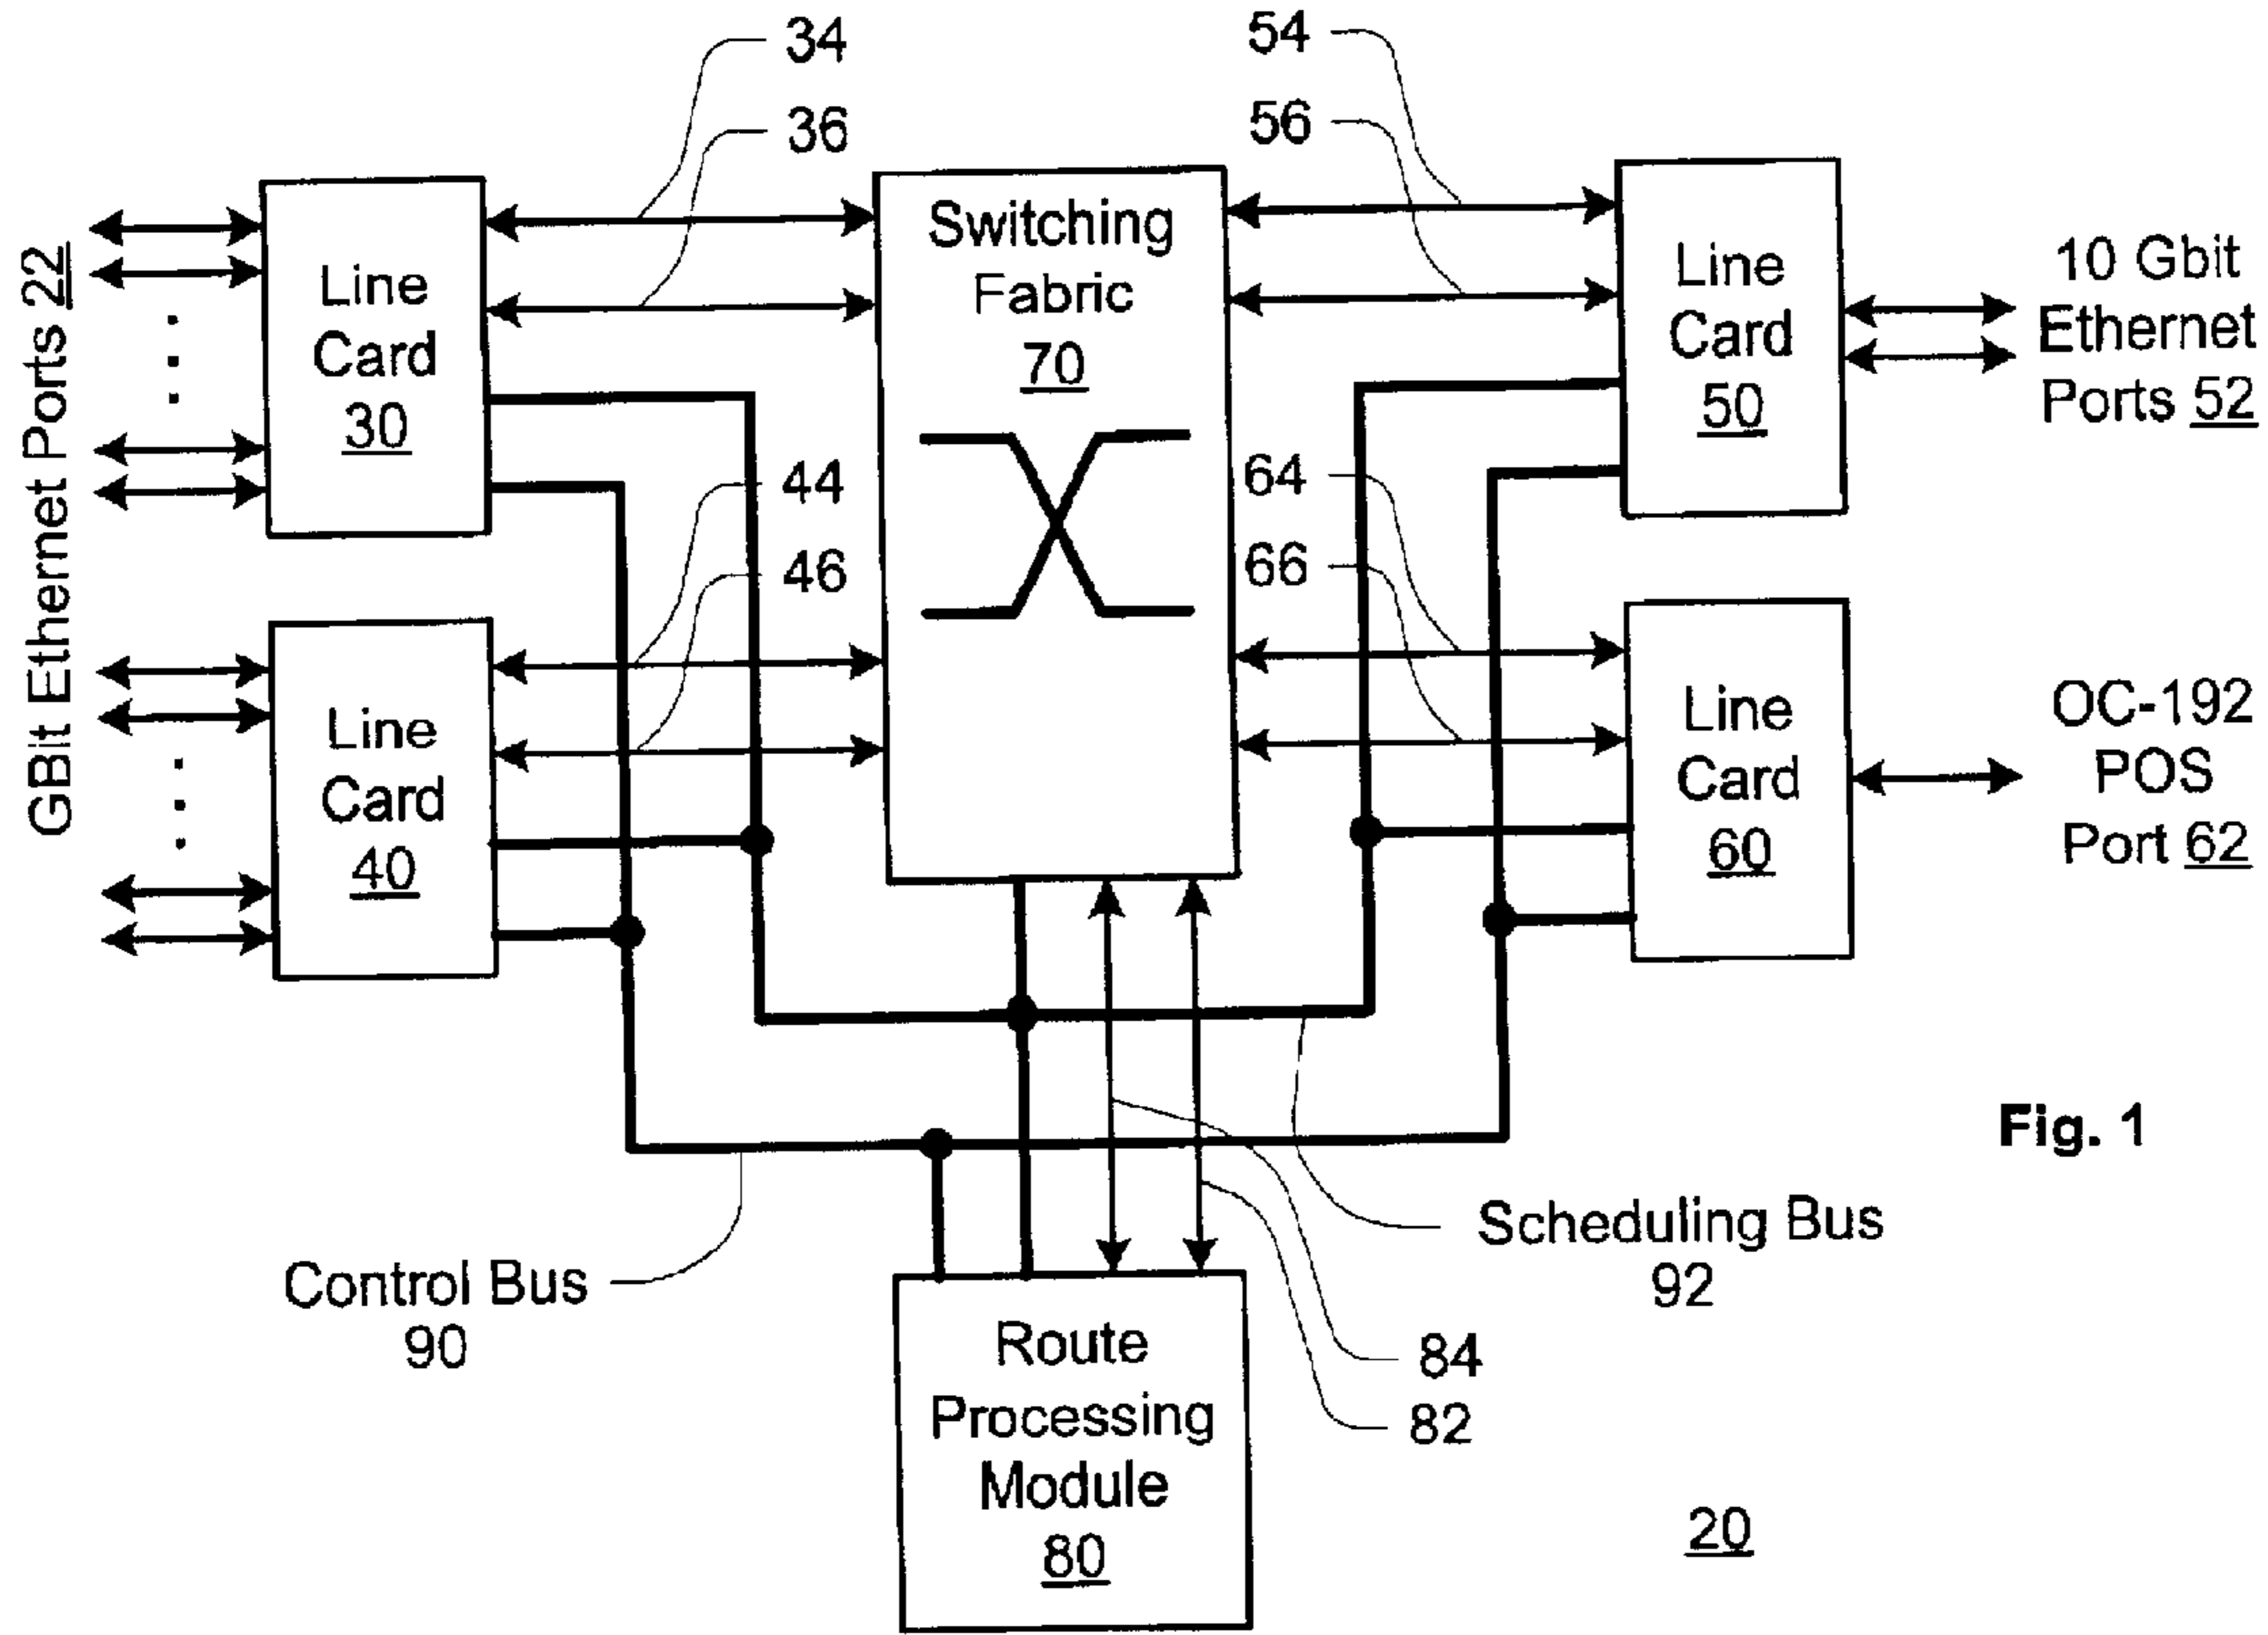 34
36
54
56
GBit Ethernet Ports 22
Line
Card
30
Switching
Fabric
70
Line
Card
50
10 Gbit
Ethernet
Ports 52
44
46
64
66
Line
Card
40
Line
Card
60
OC-192
POS
Port 62
Fig. 1
Control Bus
90
Scheduling Bus
92
84
82
Route
Processing
Module
80
20